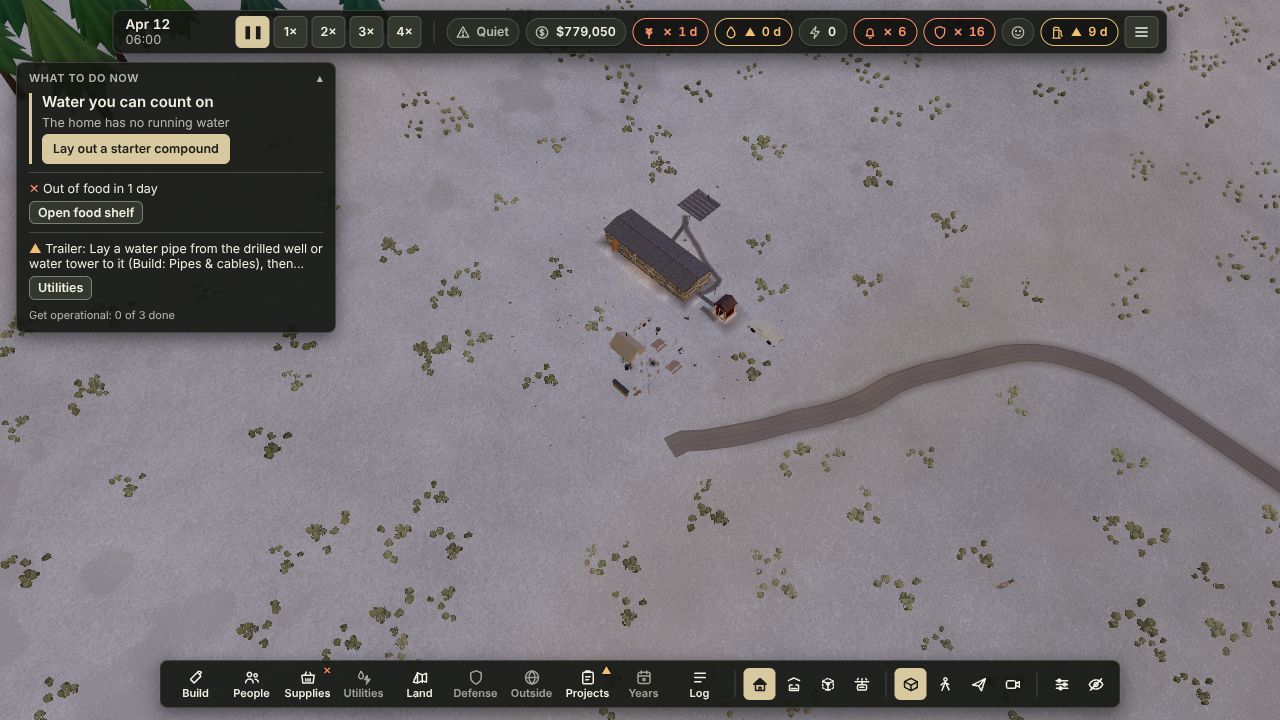 Apr 12
06:00
1×
2×
3×
4×
Quiet
$779,050
× 1 d
0 d
0
× 6
× 16
9 d
WHAT TO DO NOW
Water you can count on
The home has no running water
Lay out a starter compound
× Out of food in 1 day
Open food shelf
Trailer: Lay a water pipe from the drilled well or
water tower to it (Build: Pipes & cables), then...
Utilities
Get operational: 0 of 3 done
Build
People
Supplies
Utilities
Land
Defense
Outside
Projects
Years
Log